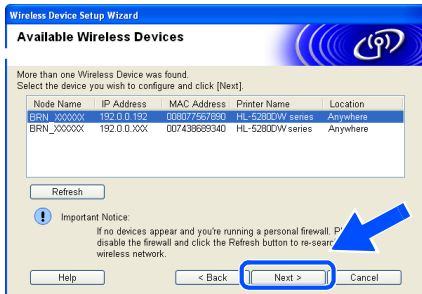 Wireless Device Setup Wizard
Available Wireless Devices
More than one Wireless Device was found.
Select the device you wish to configure and click [Next].
Node Name IP Address MAC Address Printer Name Location
BRN_XXXXXX 192.0.0.192 008077567890 HL-5280DW series Anywhere
BRN_XXXXXX 192.0.0.XXX 007438689340 HL-5280DW series Anywhere
Refresh
Important Notice:
If no devices appear and you're running a personal firewall,
disable the firewall and click the Refresh button to
wireless network.
Help < Back Next > Cancel